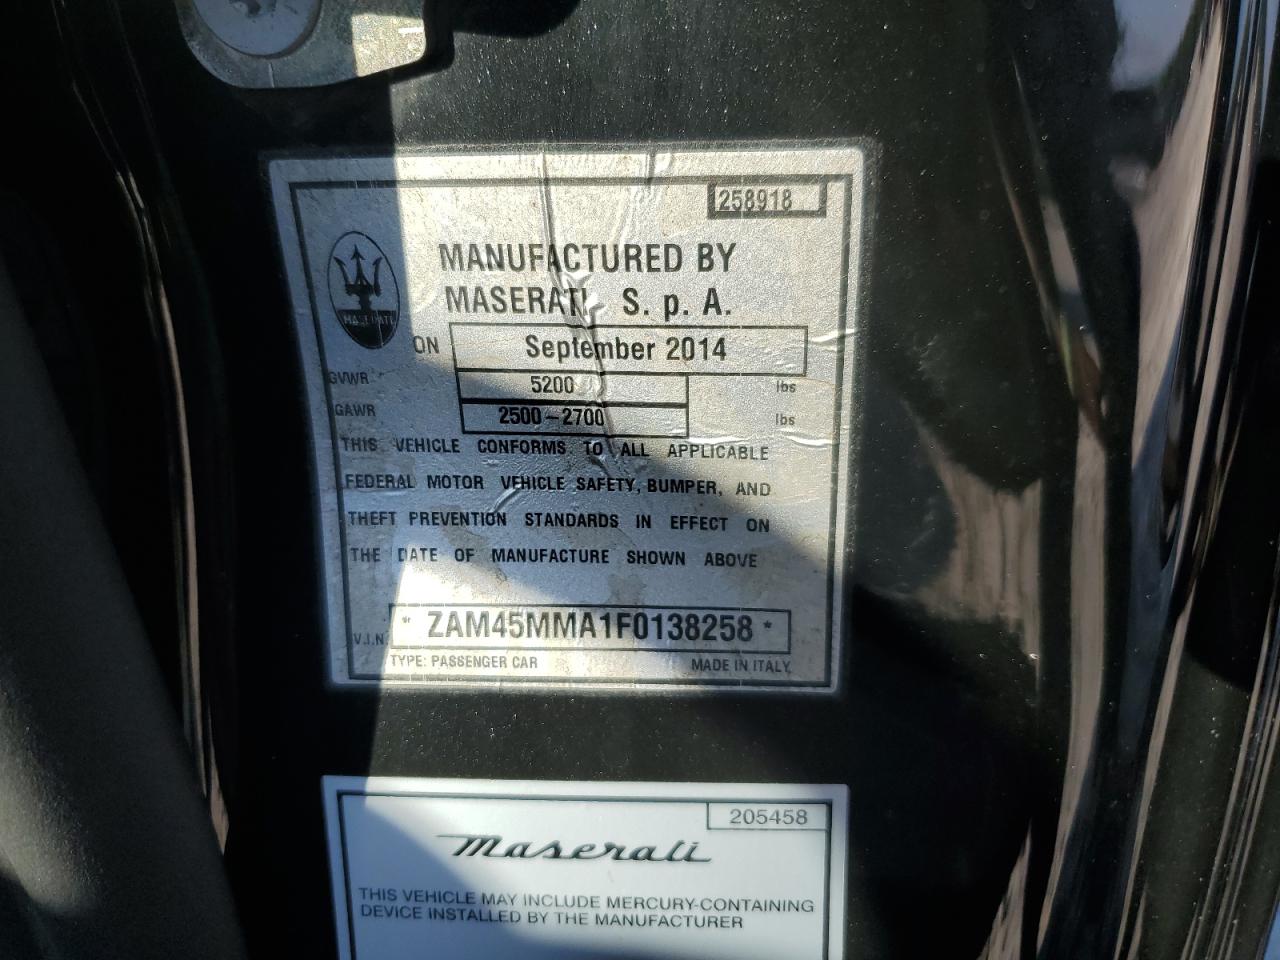 258918
MANUFACTURED BY
MASERATI S. p. A.
MASERATI
ON September 2014
GVWR 5200 lbs
GAWR 2500-2700 lbs
THIS VEHICLE CONFORMS TO ALL APPLICABLE
FEDERAL MOTOR VEHICLE SAFETY, BUMPER, AND
THEFT PREVENTION STANDARDS IN EFFECT ON
THE DATE OF MANUFACTURE SHOWN ABOVE
V.I.N. * ZAM45MMA1F0138258 *
TYPE: PASSENGER CAR MADE IN ITALY
205458
Maserati
THIS VEHICLE MAY INCLUDE MERCURY-CONTAINING
DEVICE INSTALLED BY THE MANUFACTURER